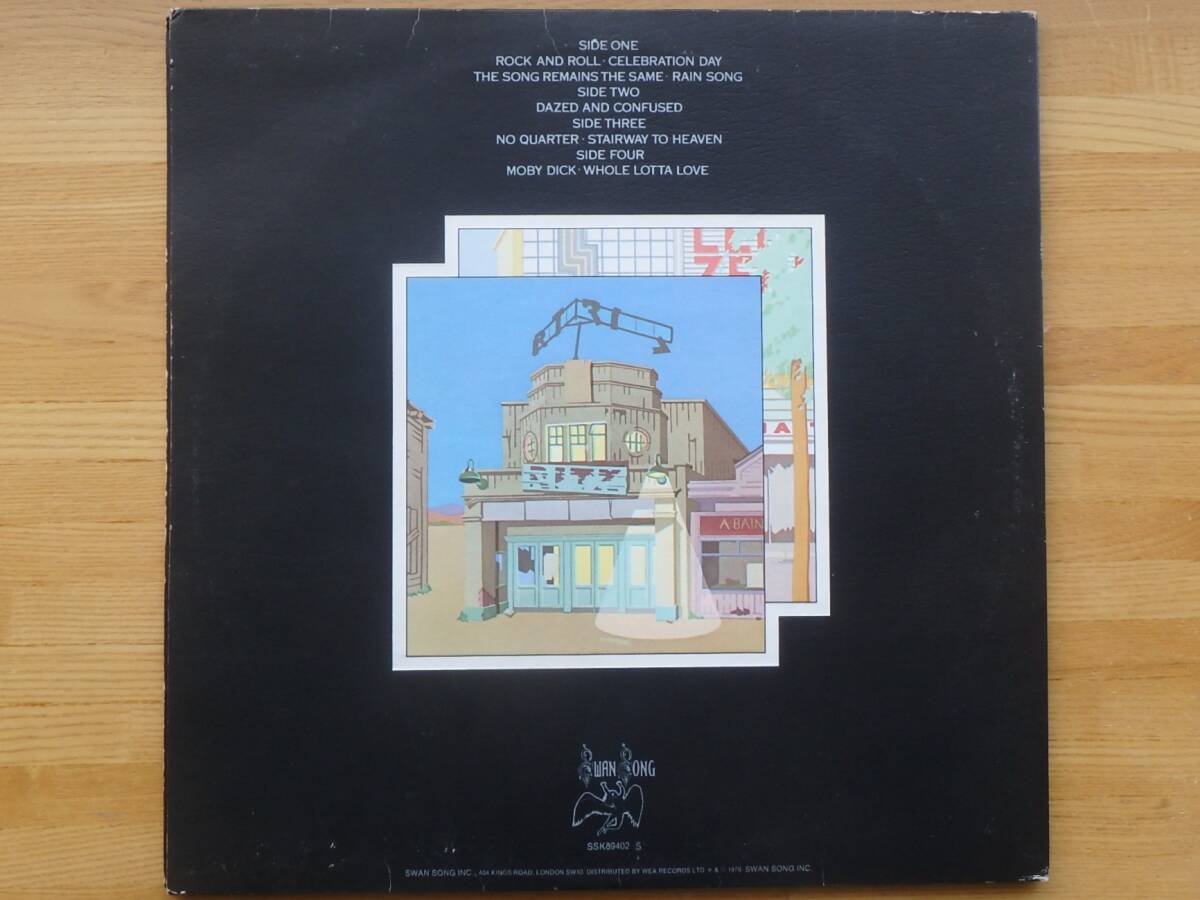 SIDE ONE
ROCK AND ROLL · CELEBRATION DAY
THE SONG REMAINS THE SAME · RAIN SONG
SIDE TWO
DAZED AND CONFUSED
SIDE THREE
NO QUARTER · STAIRWAY TO HEAVEN
SIDE FOUR
MOBY DICK · WHOLE LOTTA LOVE
RITZ
A·BAIN
SWAN SONG
SSK89402 S
SWAN SONG INC., 484 KINGS ROAD, LONDON SW10. DISTRIBUTED BY WEA RECORDS LTD ℗ & © 1976 SWAN SONG INC.